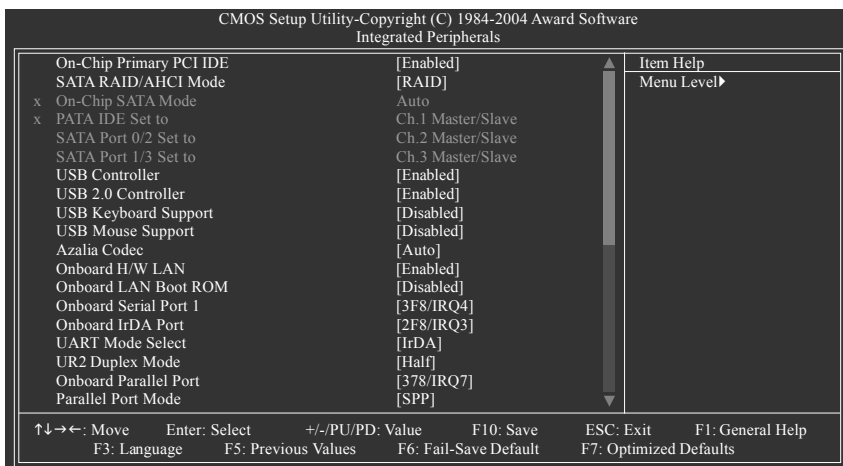 CMOS Setup Utility-Copyright (C) 1984-2004 Award Software
Integrated Peripherals
On-Chip Primary PCI IDE [Enabled] Item Help
SATA RAID/AHCI Mode [RAID] Menu Level▶
x On-Chip SATA Mode Auto
x PATA IDE Set to Ch.1 Master/Slave
SATA Port 0/2 Set to Ch.2 Master/Slave
SATA Port 1/3 Set to Ch.3 Master/Slave
USB Controller [Enabled]
USB 2.0 Controller [Enabled]
USB Keyboard Support [Disabled]
USB Mouse Support [Disabled]
Azalia Codec [Auto]
Onboard H/W LAN [Enabled]
Onboard LAN Boot ROM [Disabled]
Onboard Serial Port 1 [3F8/IRQ4]
Onboard IrDA Port [2F8/IRQ3]
UART Mode Select [IrDA]
UR2 Duplex Mode [Half]
Onboard Parallel Port [378/IRQ7]
Parallel Port Mode [SPP]
↑↓→←: Move Enter: Select +/-/PU/PD: Value F10: Save ESC: Exit F1: General Help
F3: Language F5: Previous Values F6: Fail-Save Default F7: Optimized Defaults